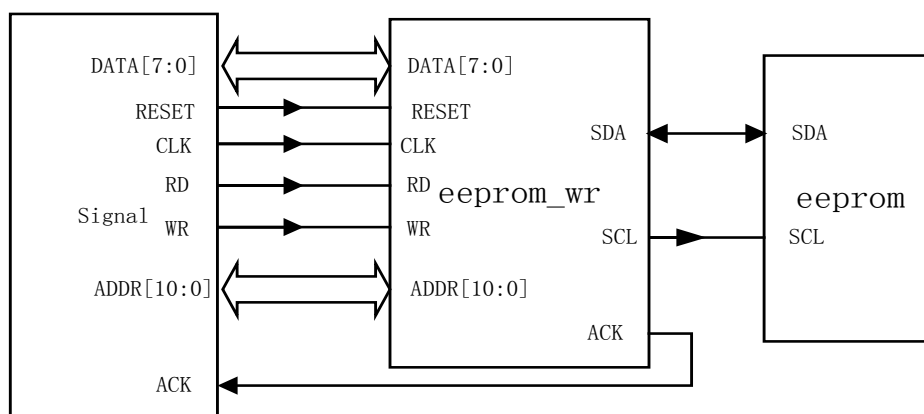 DATA[7:0]
RESET
CLK
RD
Signal
WR
ADDR[10:0]
ACK
DATA[7:0]
RESET
CLK
RD
eeprom_wr
WR
ADDR[10:0]
SDA
SCL
ACK
SDA
eeprom
SCL